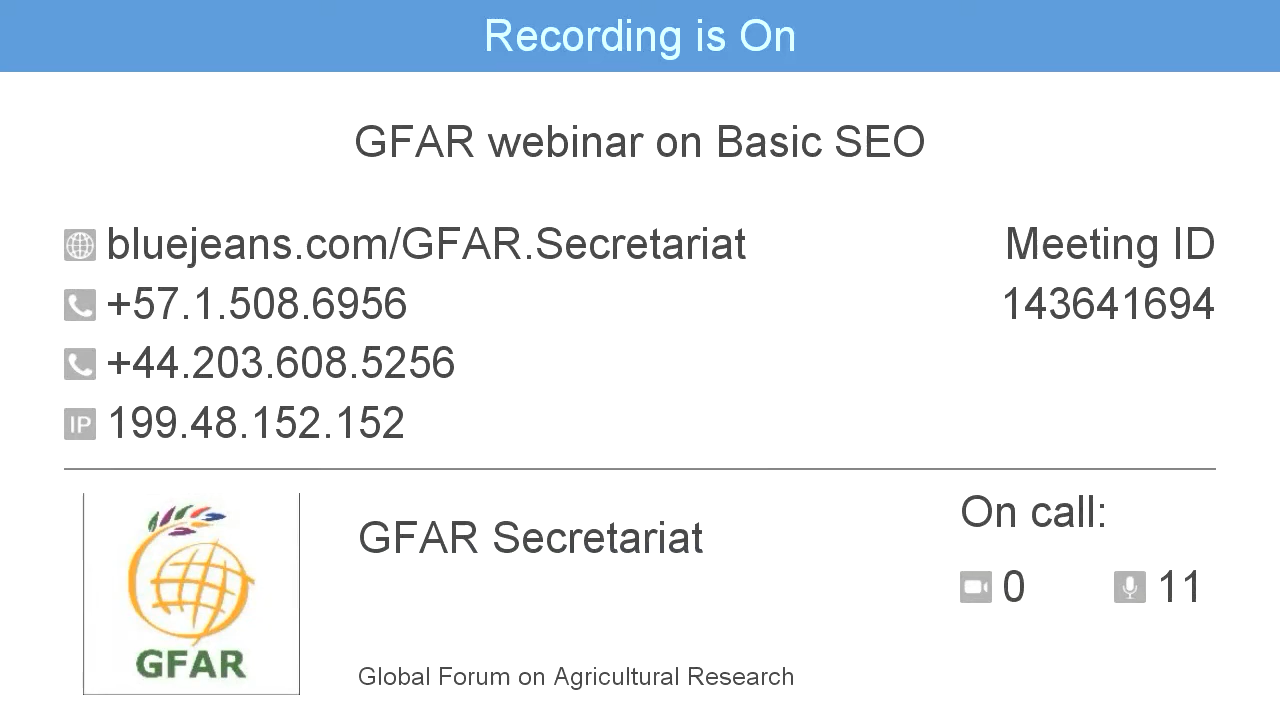 Recording is On
GFAR webinar on Basic SEO
bluejeans.com/GFAR.Secretariat
Meeting ID
+57.1.508.6956
143641694
+44.203.608.5256
IP 199.48.152.152
GFAR
GFAR Secretariat
Global Forum on Agricultural Research
On call:
0 11